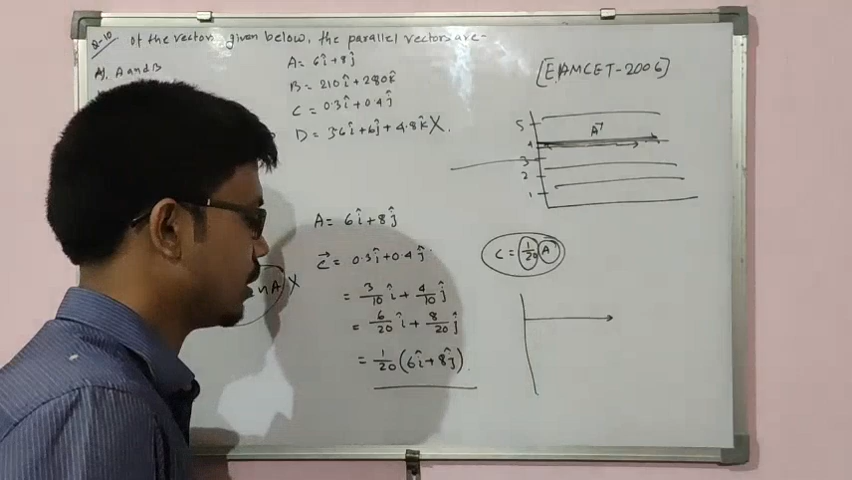 Q-10 Of the vectors given below, the parallel vectors are-
A = 6î+8ĵ
A) A and B
B = 210î+280k̂
C = 0.3î+0.4ĵ
D = 3.6î+6ĵ+4.8k̂ X
[EAMCET-2006]
5
A⃗
4
3
2
1
A = 6î+8ĵ
C⃗ = 0.3î+0.4ĵ
= 3/10 î + 4/10 ĵ
= 6/20 î + 8/20 ĵ
= 1/20 (6î+8ĵ)
C = 1/20 A⃗
nA X